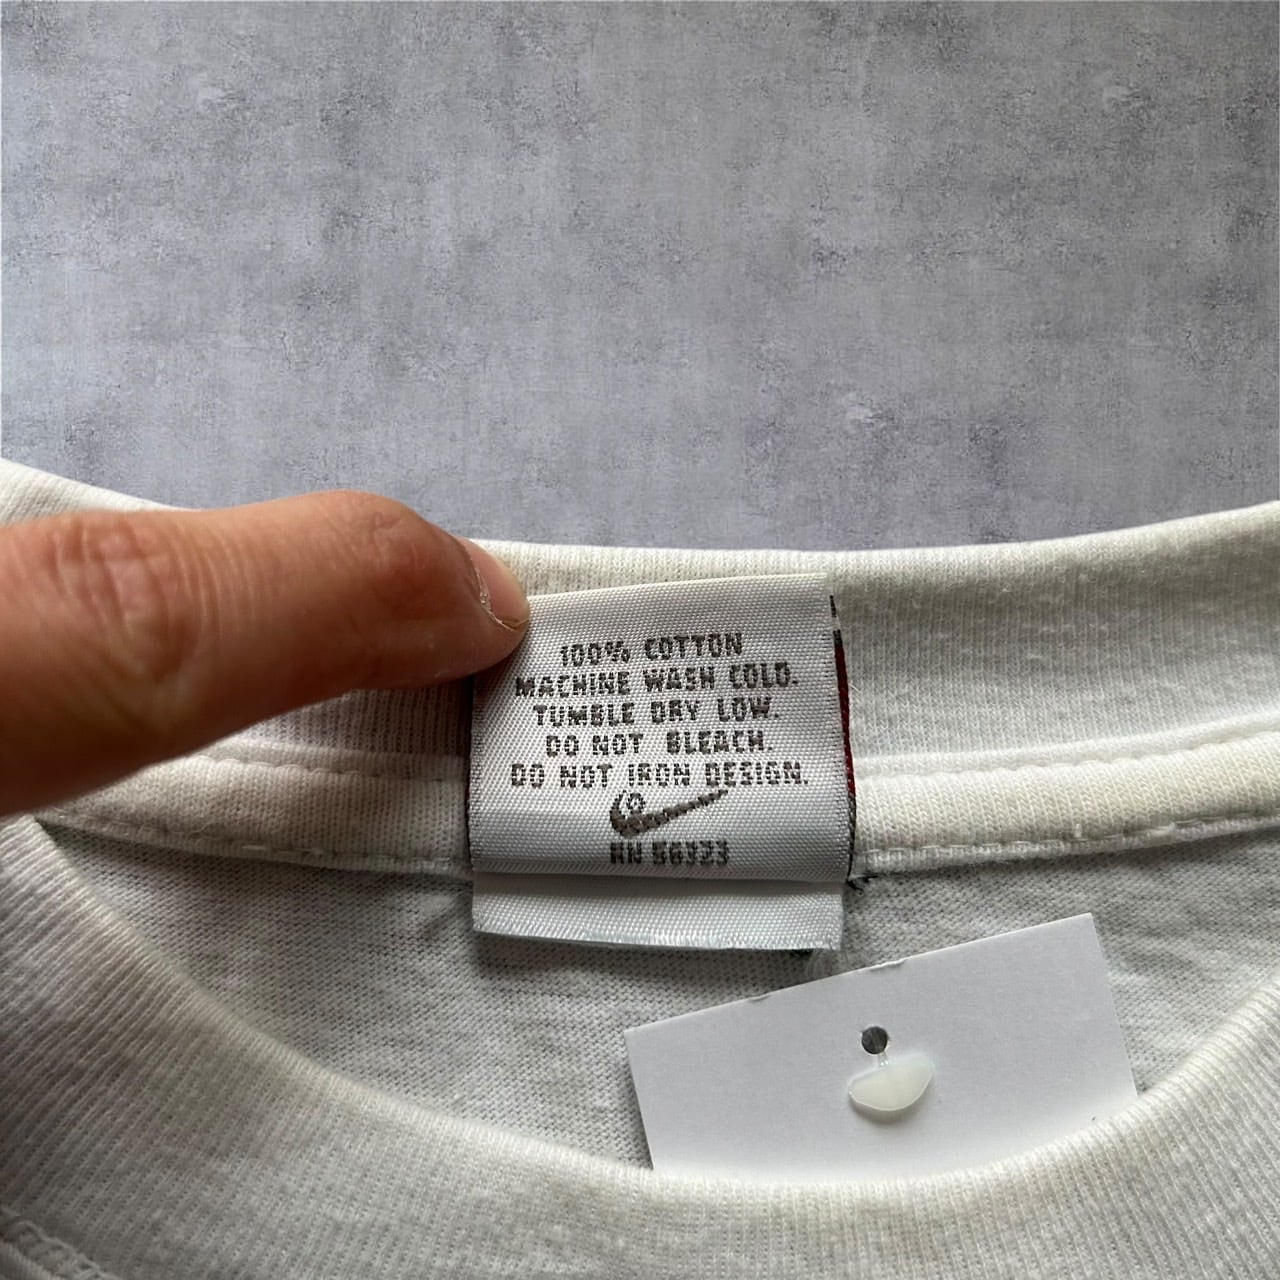 100% COTTON
MACHINE WASH COLD.
TUMBLE DRY LOW.
DO NOT BLEACH.
DO NOT IRON DESIGN.
RN 56323